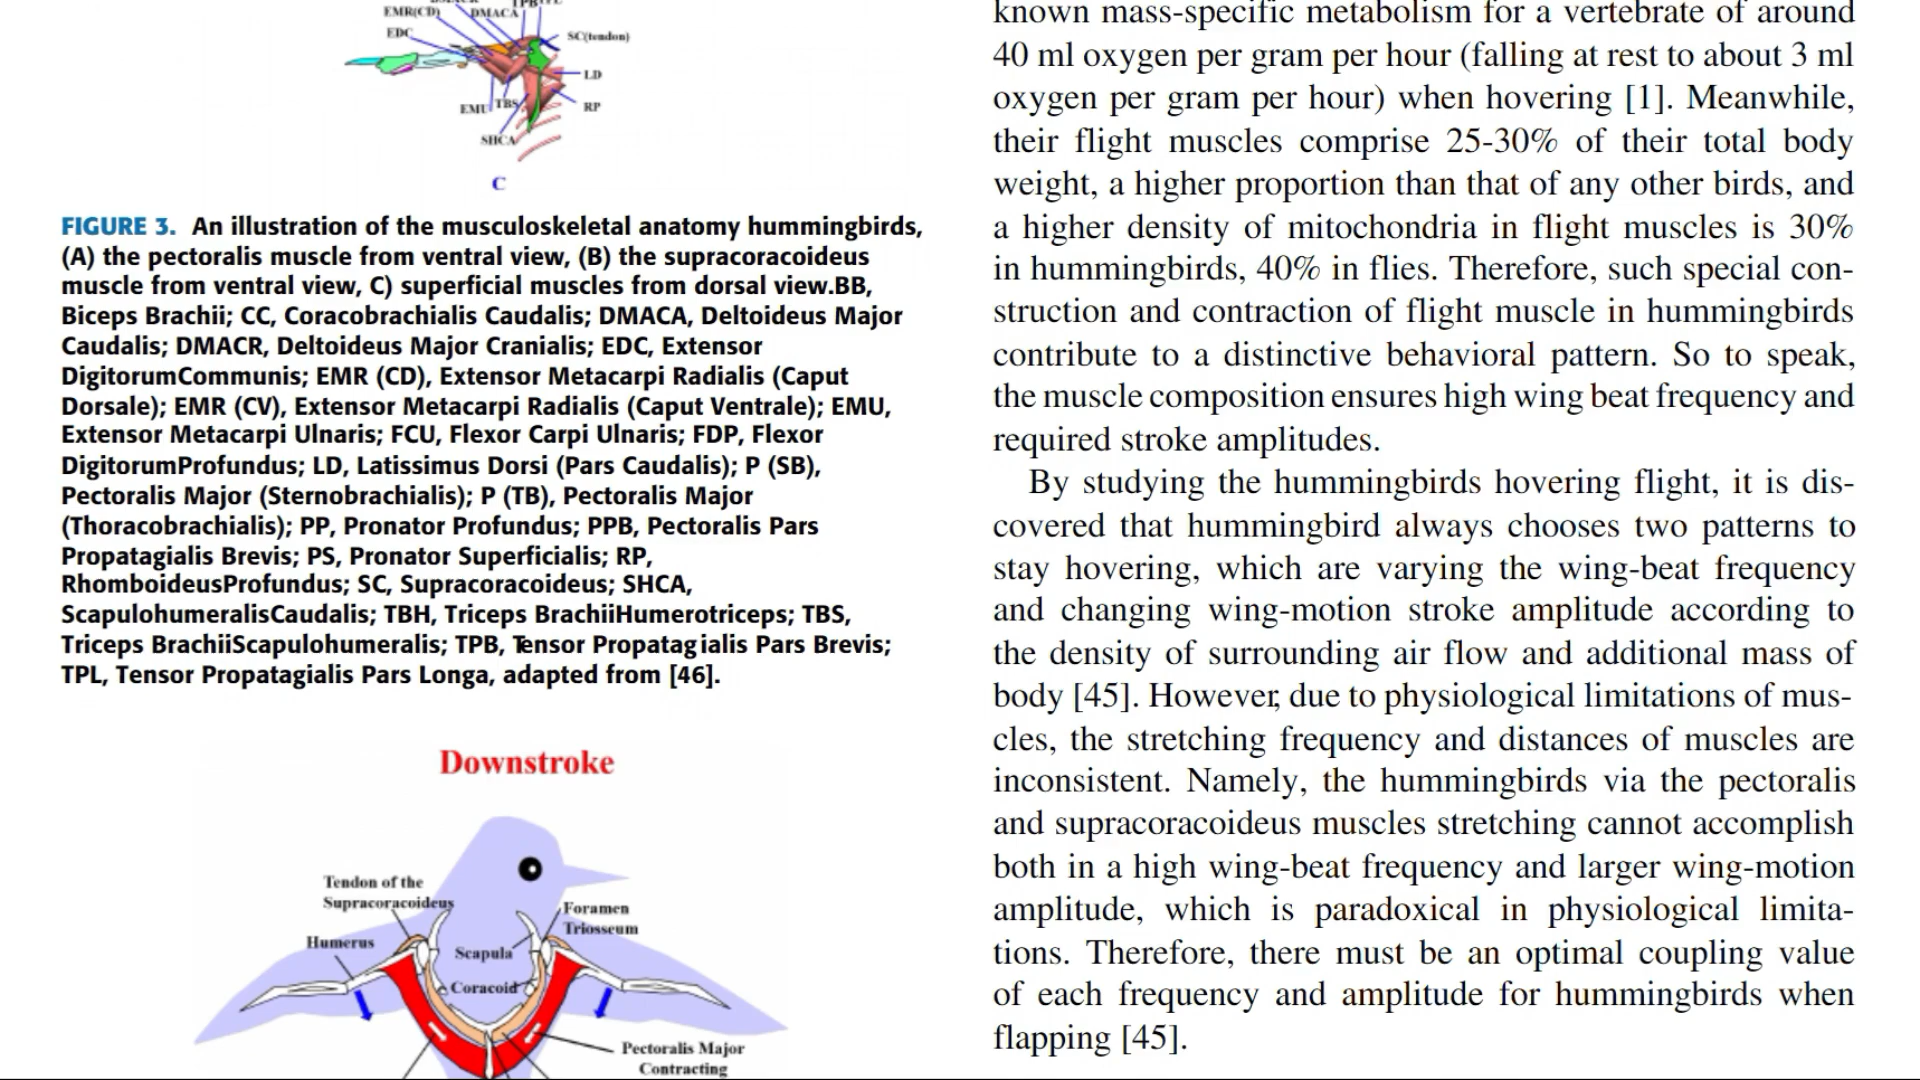 EMR(CD)
DMACA
EDC
SC(tendon)
LD
EMU
TBS
RP
SHCA
C
FIGURE 3. An illustration of the musculoskeletal anatomy hummingbirds,
(A) the pectoralis muscle from ventral view, (B) the supracoracoideus
muscle from ventral view, C) superficial muscles from dorsal view.BB,
Biceps Brachii; CC, Coracobrachialis Caudalis; DMACA, Deltoideus Major
Caudalis; DMACR, Deltoideus Major Cranialis; EDC, Extensor
DigitorumCommunis; EMR (CD), Extensor Metacarpi Radialis (Caput
Dorsale); EMR (CV), Extensor Metacarpi Radialis (Caput Ventrale); EMU,
Extensor Metacarpi Ulnaris; FCU, Flexor Carpi Ulnaris; FDP, Flexor
DigitorumProfundus; LD, Latissimus Dorsi (Pars Caudalis); P (SB),
Pectoralis Major (Sternobrachialis); P (TB), Pectoralis Major
(Thoracobrachialis); PP, Pronator Profundus; PPB, Pectoralis Pars
Propatagialis Brevis; PS, Pronator Superficialis; RP,
RhomboideusProfundus; SC, Supracoracoideus; SHCA,
ScapulohumeralisCaudalis; TBH, Triceps BrachiiHumerotriceps; TBS,
Triceps BrachiiScapulohumeralis; TPB, Tensor Propatagialis Pars Brevis;
TPL, Tensor Propatagialis Pars Longa, adapted from [46].
Downstroke
Tendon of the
Supracoracoideus
Foramen
Triosseum
Humerus
Scapula
Coracoid
Pectoralis Major
Contracting
known mass-specific metabolism for a vertebrate of around
40 ml oxygen per gram per hour (falling at rest to about 3 ml
oxygen per gram per hour) when hovering [1]. Meanwhile,
their flight muscles comprise 25-30% of their total body
weight, a higher proportion than that of any other birds, and
a higher density of mitochondria in flight muscles is 30%
in hummingbirds, 40% in flies. Therefore, such special con-
struction and contraction of flight muscle in hummingbirds
contribute to a distinctive behavioral pattern. So to speak,
the muscle composition ensures high wing beat frequency and
required stroke amplitudes.
By studying the hummingbirds hovering flight, it is dis-
covered that hummingbird always chooses two patterns to
stay hovering, which are varying the wing-beat frequency
and changing wing-motion stroke amplitude according to
the density of surrounding air flow and additional mass of
body [45]. However, due to physiological limitations of mus-
cles, the stretching frequency and distances of muscles are
inconsistent. Namely, the hummingbirds via the pectoralis
and supracoracoideus muscles stretching cannot accomplish
both in a high wing-beat frequency and larger wing-motion
amplitude, which is paradoxical in physiological limita-
tions. Therefore, there must be an optimal coupling value
of each frequency and amplitude for hummingbirds when
flapping [45].